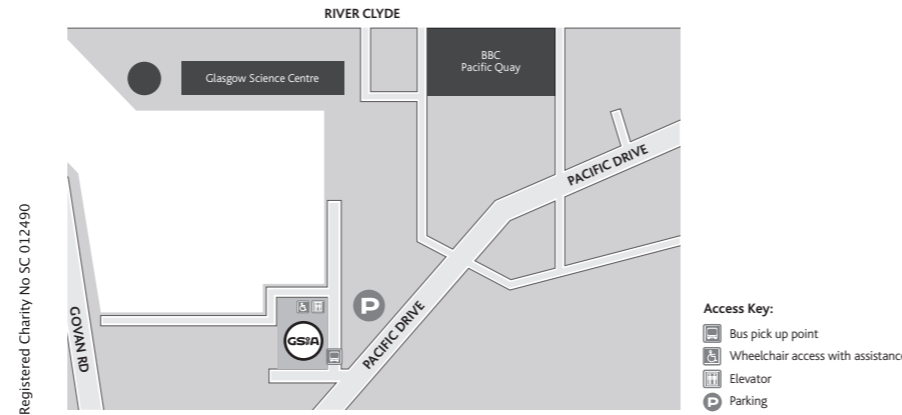 RIVER CLYDE
BBC
Pacific Quay
Glasgow Science Centre
PACIFIC DRIVE
Registered Charity No SC 012490
GOVAN RD
P
PACIFIC DRIVE
GSA
Access Key:
Bus pick up point
Wheelchair access with assistance
Elevator
P Parking